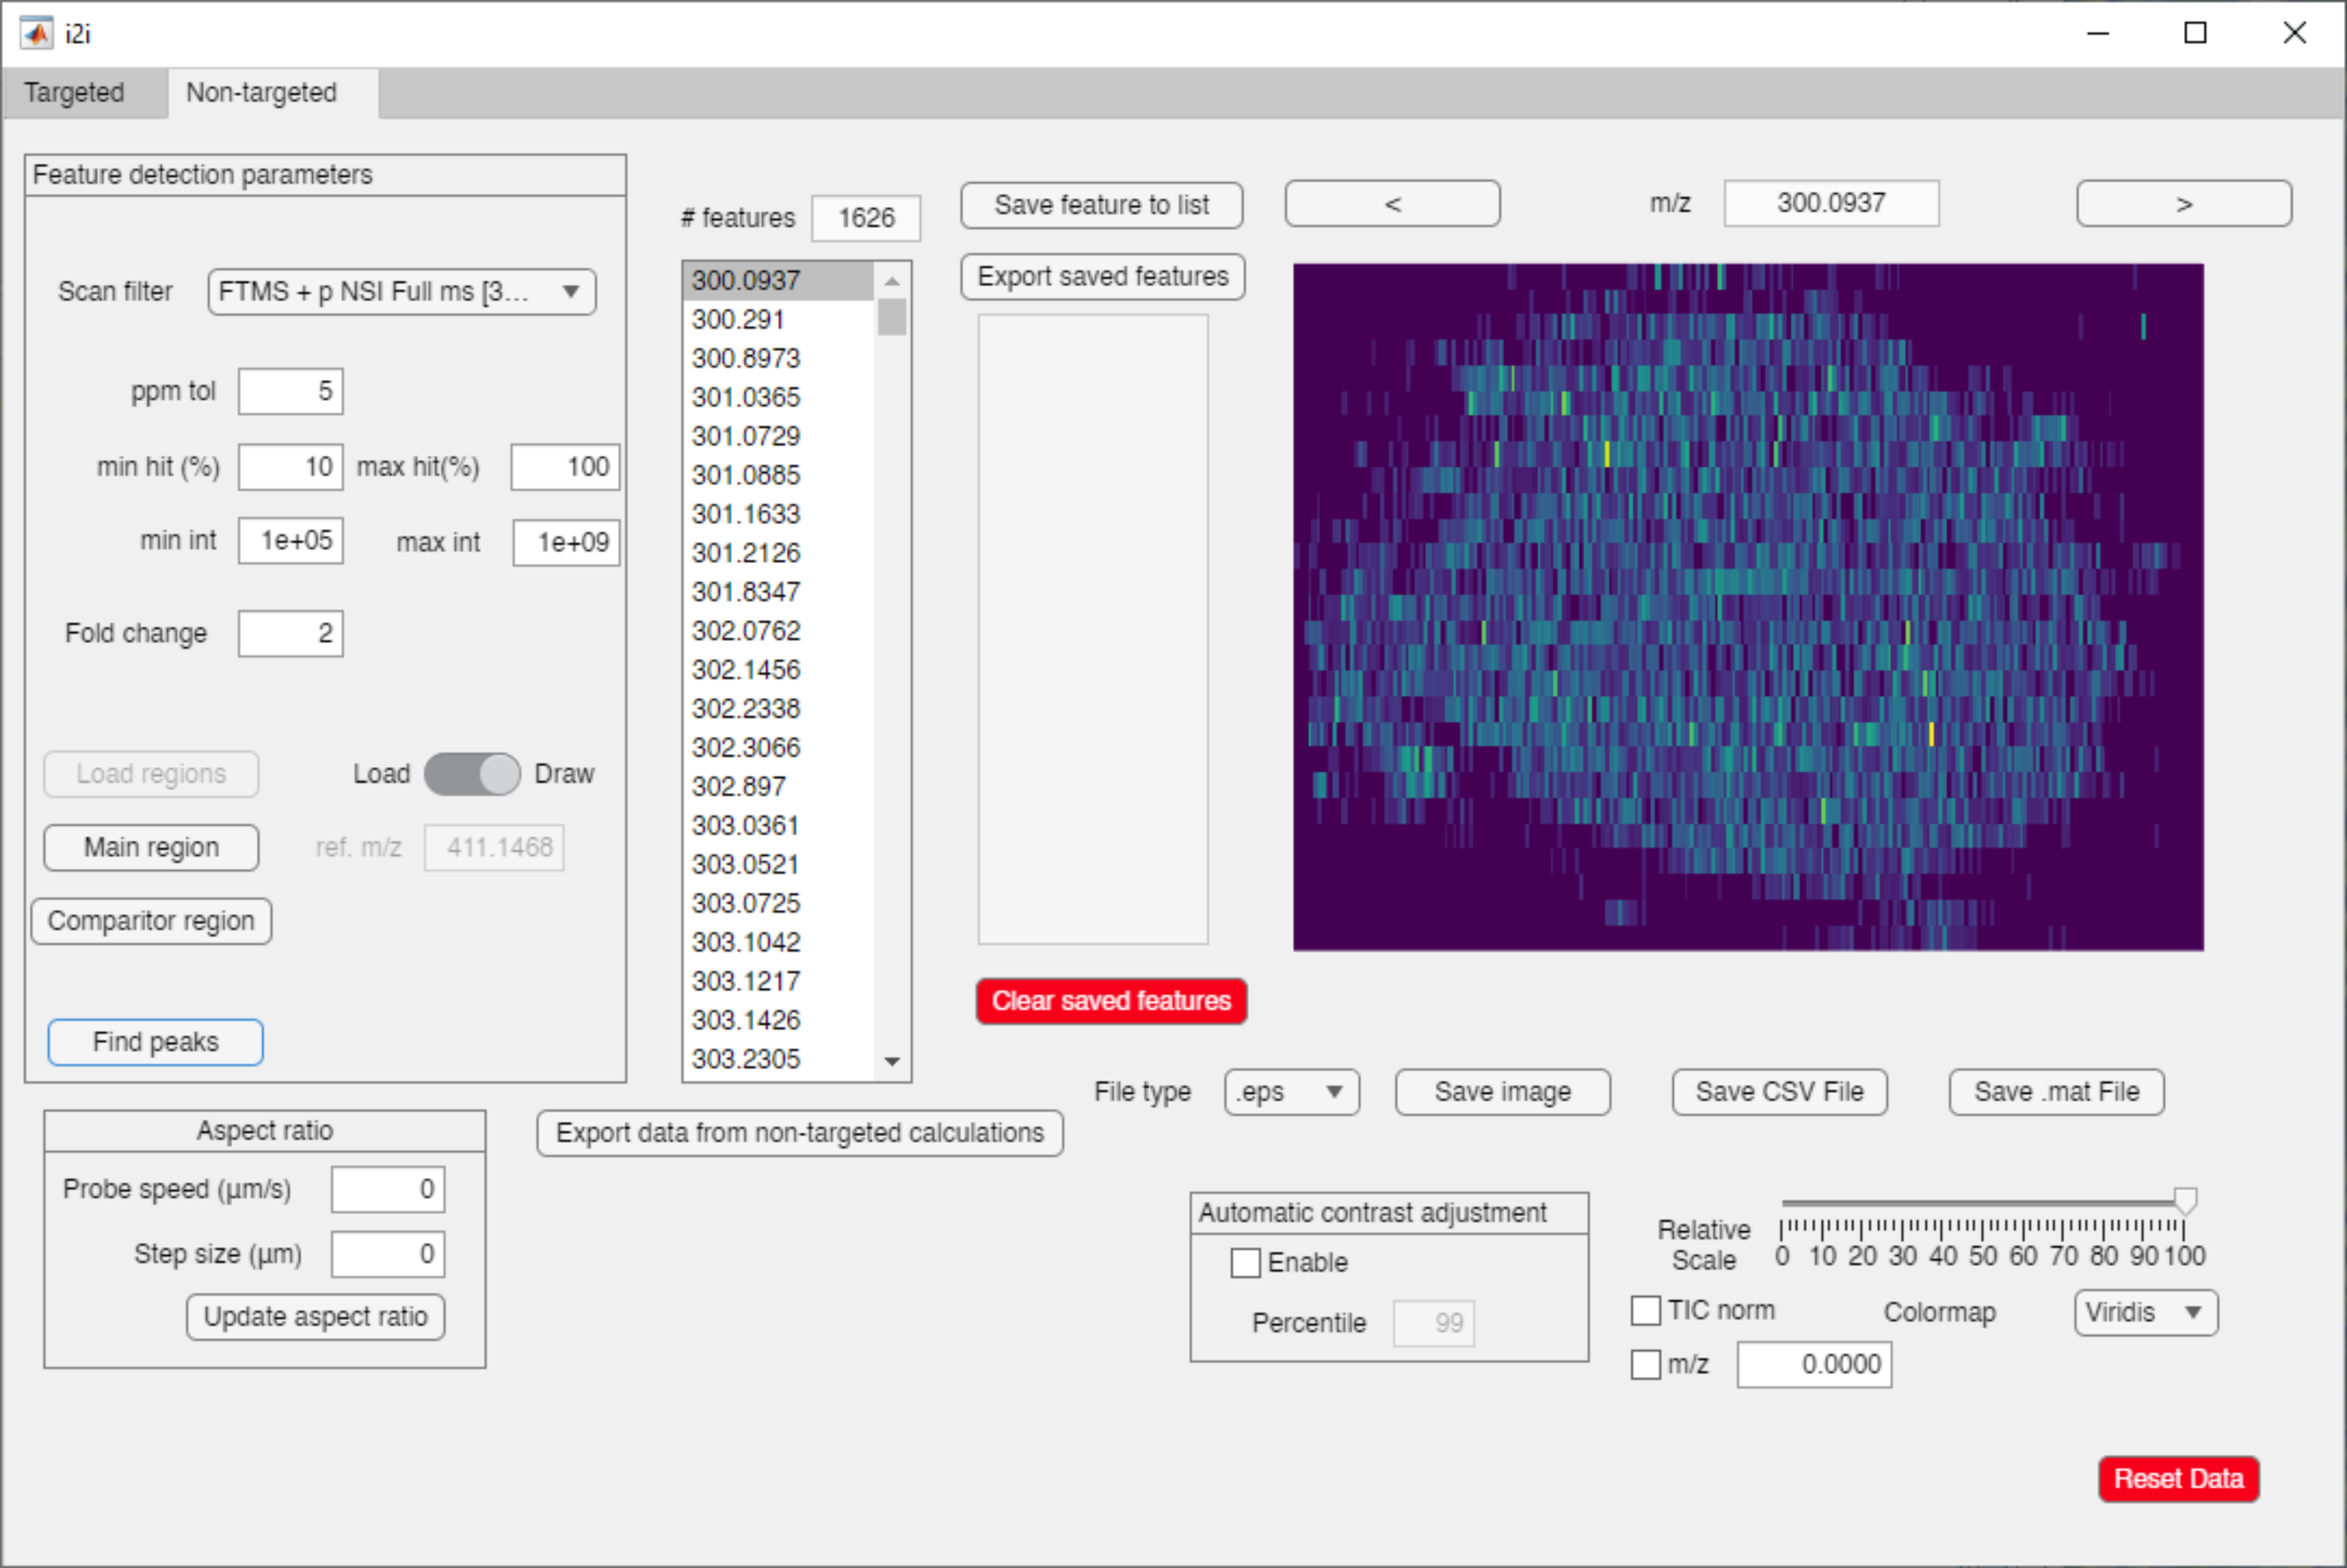 i2i
Targeted
Non-targeted
Feature detection parameters
Scan filter
FTMS + p NSI Full ms [3...
ppm tol
5
min hit (%)
10
max hit(%)
100
min int
1e+05
max int
1e+09
Fold change
2
Load regions
Load
Draw
Main region
ref. m/z
411.1468
Comparitor region
Find peaks
# features
1626
300.0937
300.291
300.8973
301.0365
301.0729
301.0885
301.1633
301.2126
301.8347
302.0762
302.1456
302.2338
302.3066
302.897
303.0361
303.0521
303.0725
303.1042
303.1217
303.1426
303.2305
Save feature to list
Export saved features
Clear saved features
<
m/z
300.0937
>
File type
.eps
Save image
Save CSV File
Save .mat File
Aspect ratio
Probe speed (µm/s)
0
Step size (µm)
0
Update aspect ratio
Export data from non-targeted calculations
Automatic contrast adjustment
Enable
Percentile
99
Relative
Scale
0 10 20 30 40 50 60 70 80 90 100
TIC norm
Colormap
Viridis
m/z
0.0000
Reset Data